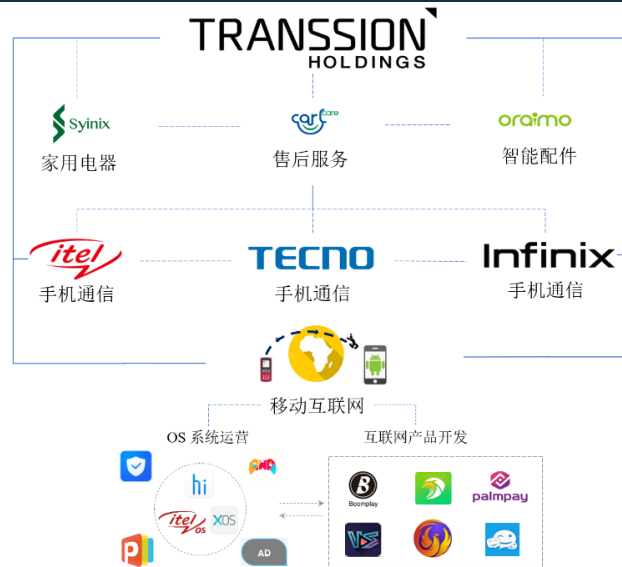 TRANSSION
HOLDINGS
Syinix
carlcare
oraimo
家用电器
售后服务
智能配件
itel
TECNO
Infinix
手机通信
手机通信
手机通信
移动互联网
OS 系统运营
互联网产品开发
hi
itel OS
XOS
AHA
AD
B
Boomplay
palmpay
VS